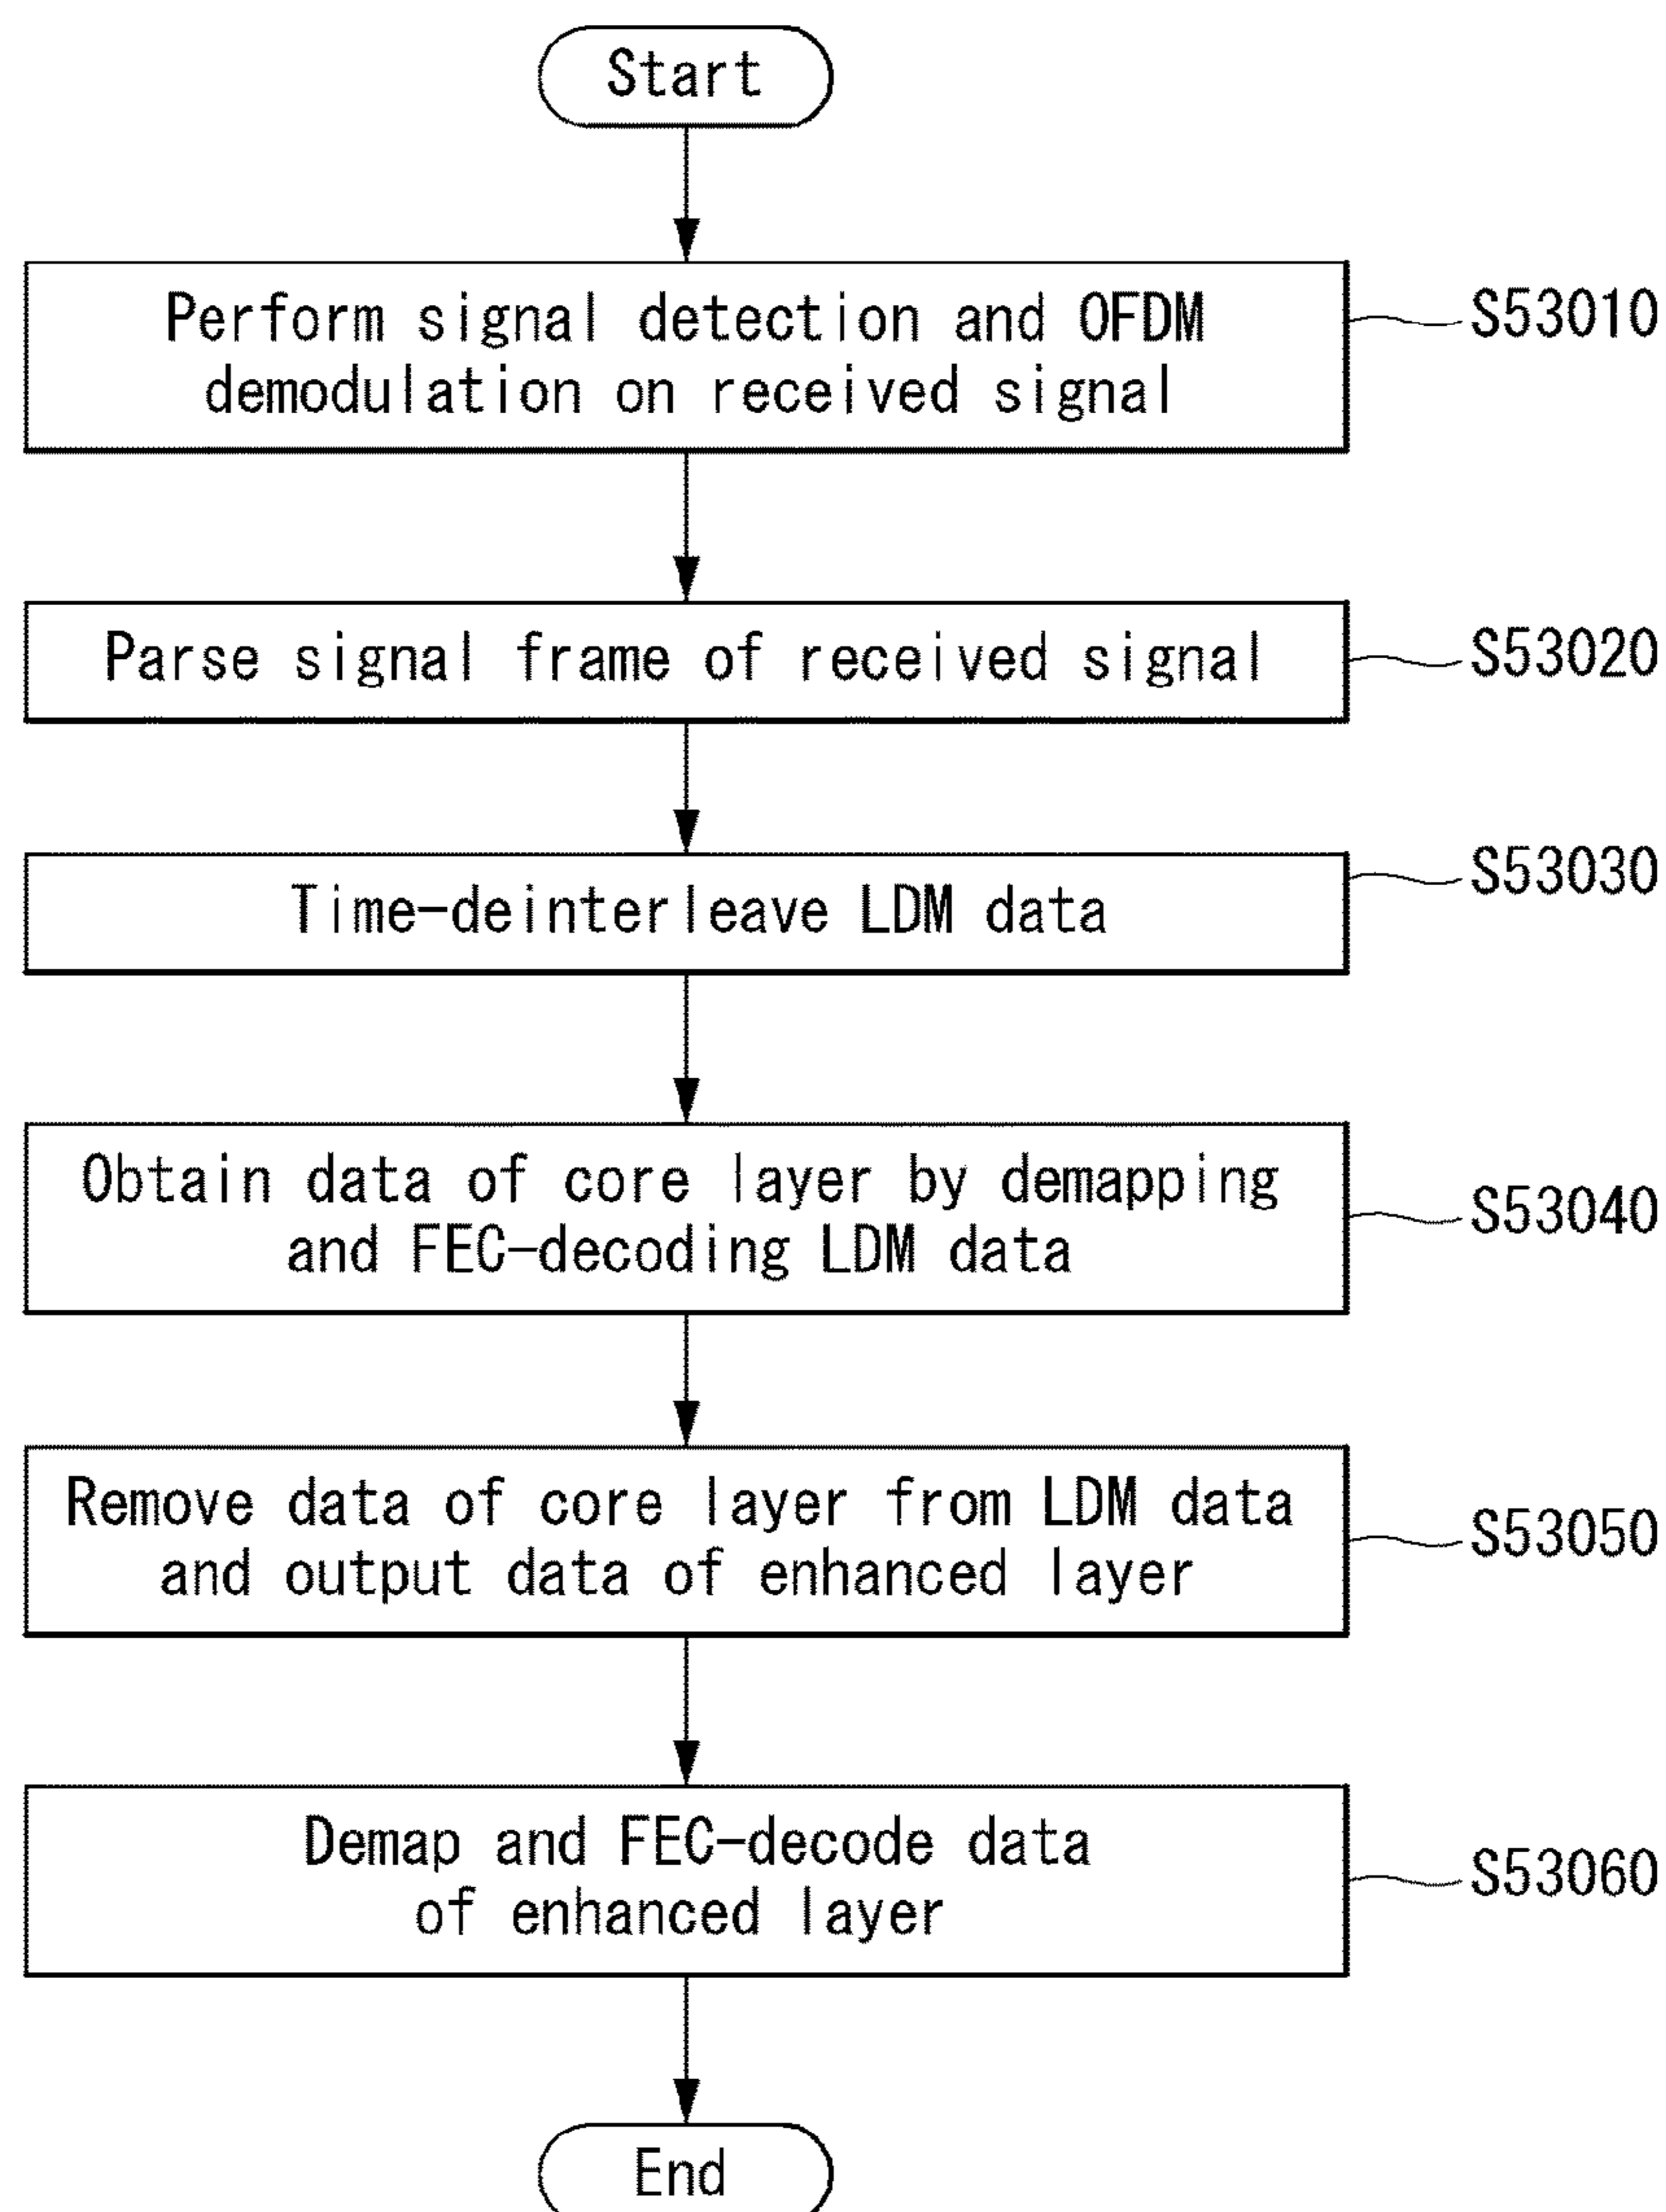 Start
Perform signal detection and OFDM
demodulation on received signal
S53010
Parse signal frame of received signal
S53020
Time-deinterleave LDM data
S53030
Obtain data of core layer by demapping
and FEC-decoding LDM data
S53040
Remove data of core layer from LDM data
and output data of enhanced layer
S53050
Demap and FEC-decode data
of enhanced layer
S53060
End